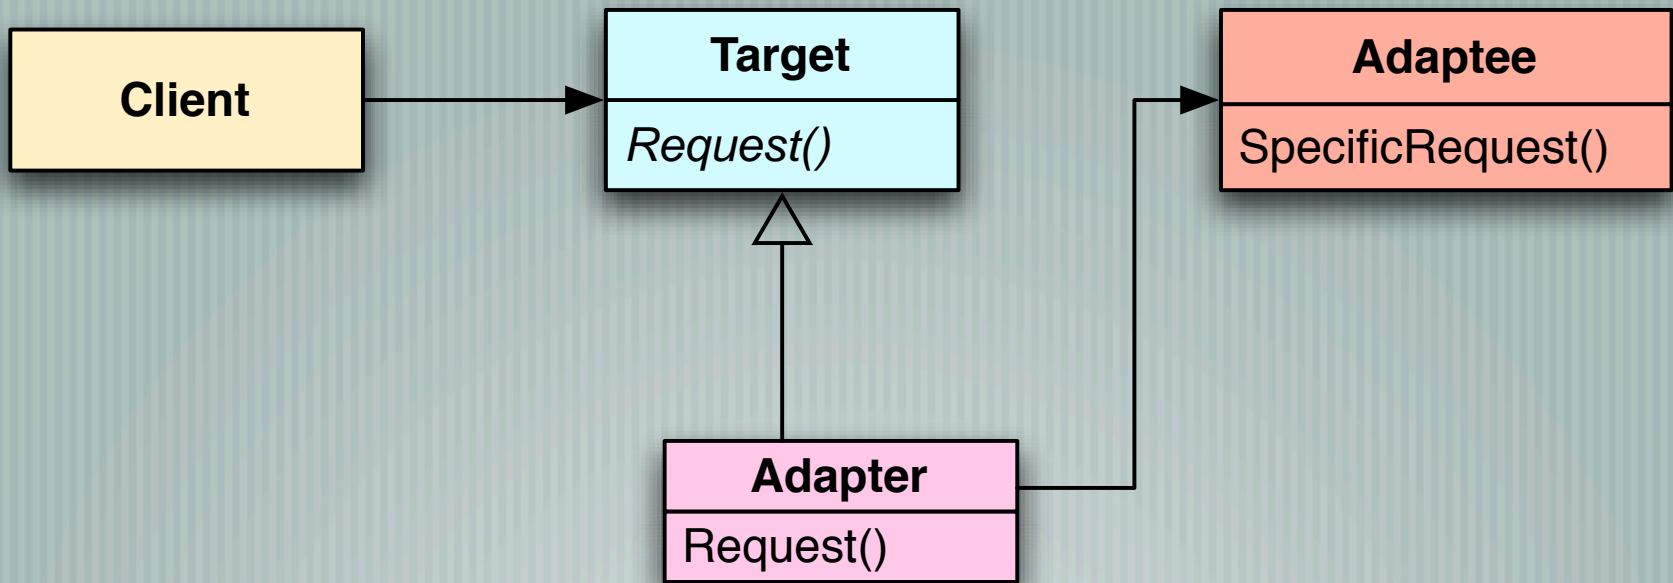 Client
Target
Request()
Adaptee
SpecificRequest()
Adapter
Request()